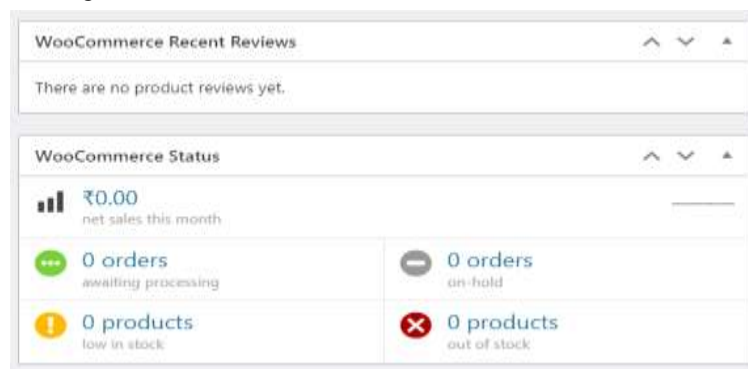 WooCommerce Recent Reviews
There are no product reviews yet.
WooCommerce Status
₹0.00
net sales this month
0 orders
awaiting processing
0 orders
on-hold
0 products
low in stock
0 products
out of stock